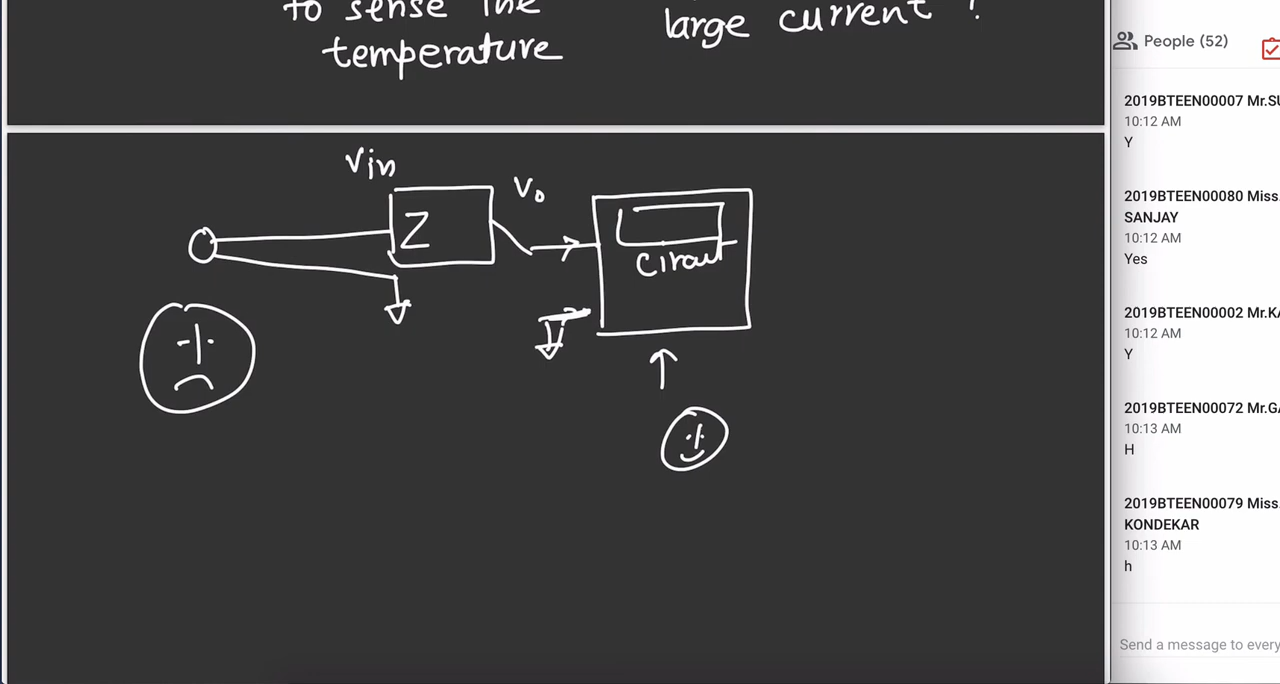 to sense the
temperature
large current ?
Vin
Z
Vo
Circuit
People (52)
2019BTEEN00007 Mr.SU
10:12 AM
Y
2019BTEEN00080 Miss.
SANJAY
10:12 AM
Yes
2019BTEEN00002 Mr.KA
10:12 AM
Y
2019BTEEN00072 Mr.GA
10:13 AM
H
2019BTEEN00079 Miss.
KONDEKAR
10:13 AM
h
Send a message to every